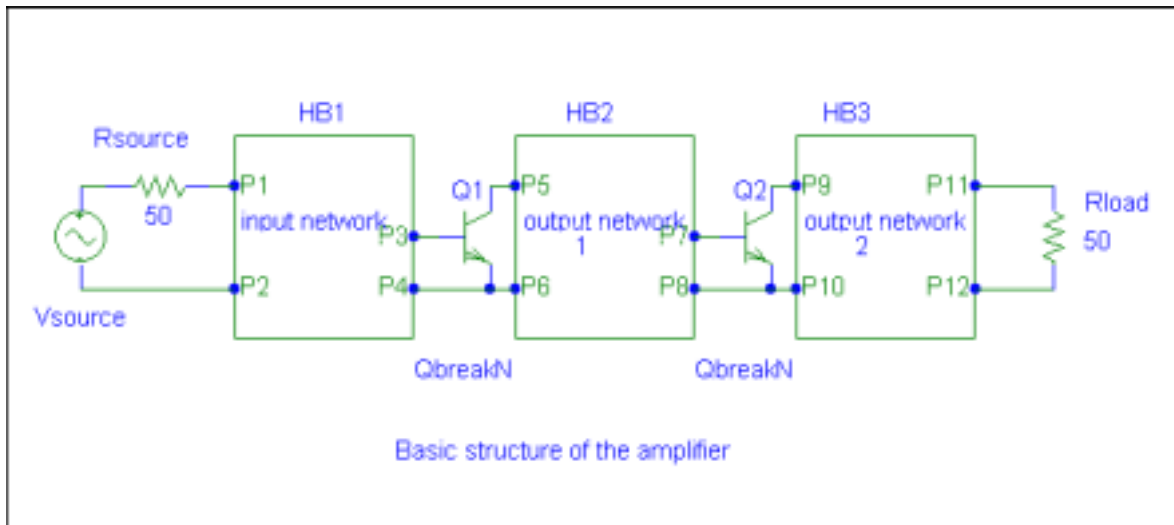 HB1
HB2
HB3
Rsource
50
P1
input network
P3
P2
P4
Vsource
Q1
P5
output network
1
P7
P6
P8
QbreakN
Q2
P9
P11
output network
2
P10
P12
QbreakN
Rload
50
Basic structure of the amplifier